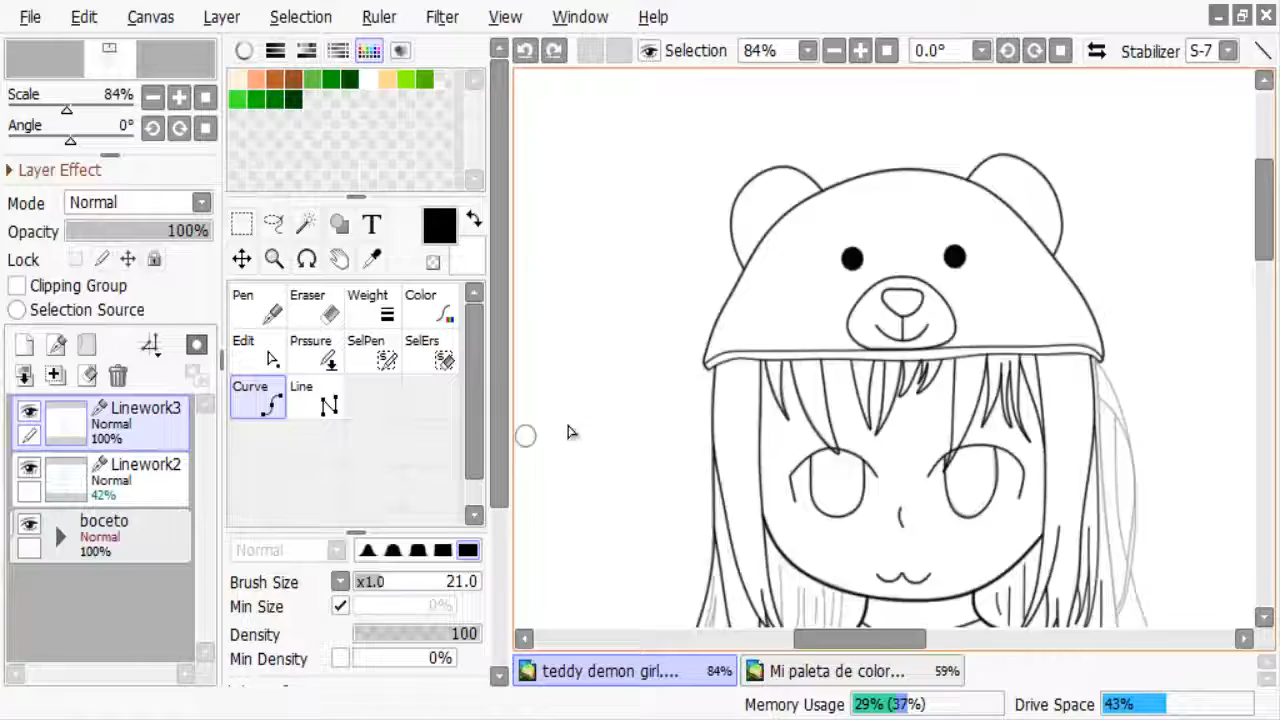 File Edit Canvas Layer Selection Ruler Filter View Window Help
Selection 84% 0.0° Stabilizer S-7
Scale 84%
Angle 0°
Layer Effect
Mode Normal
Opacity 100%
Lock
Clipping Group
Selection Source
T
Pen Eraser Weight Color
Edit Prssure SelPen SelErs
Curve Line
Linework3
Normal
100%
Linework2
Normal
42%
boceto
Normal
100%
Normal
Brush Size x1.0 21.0
Min Size 0%
Density 100
Min Density 0%
teddy demon girl.... 84% Mi paleta de color... 59%
Memory Usage 29% (37%) Drive Space 43%